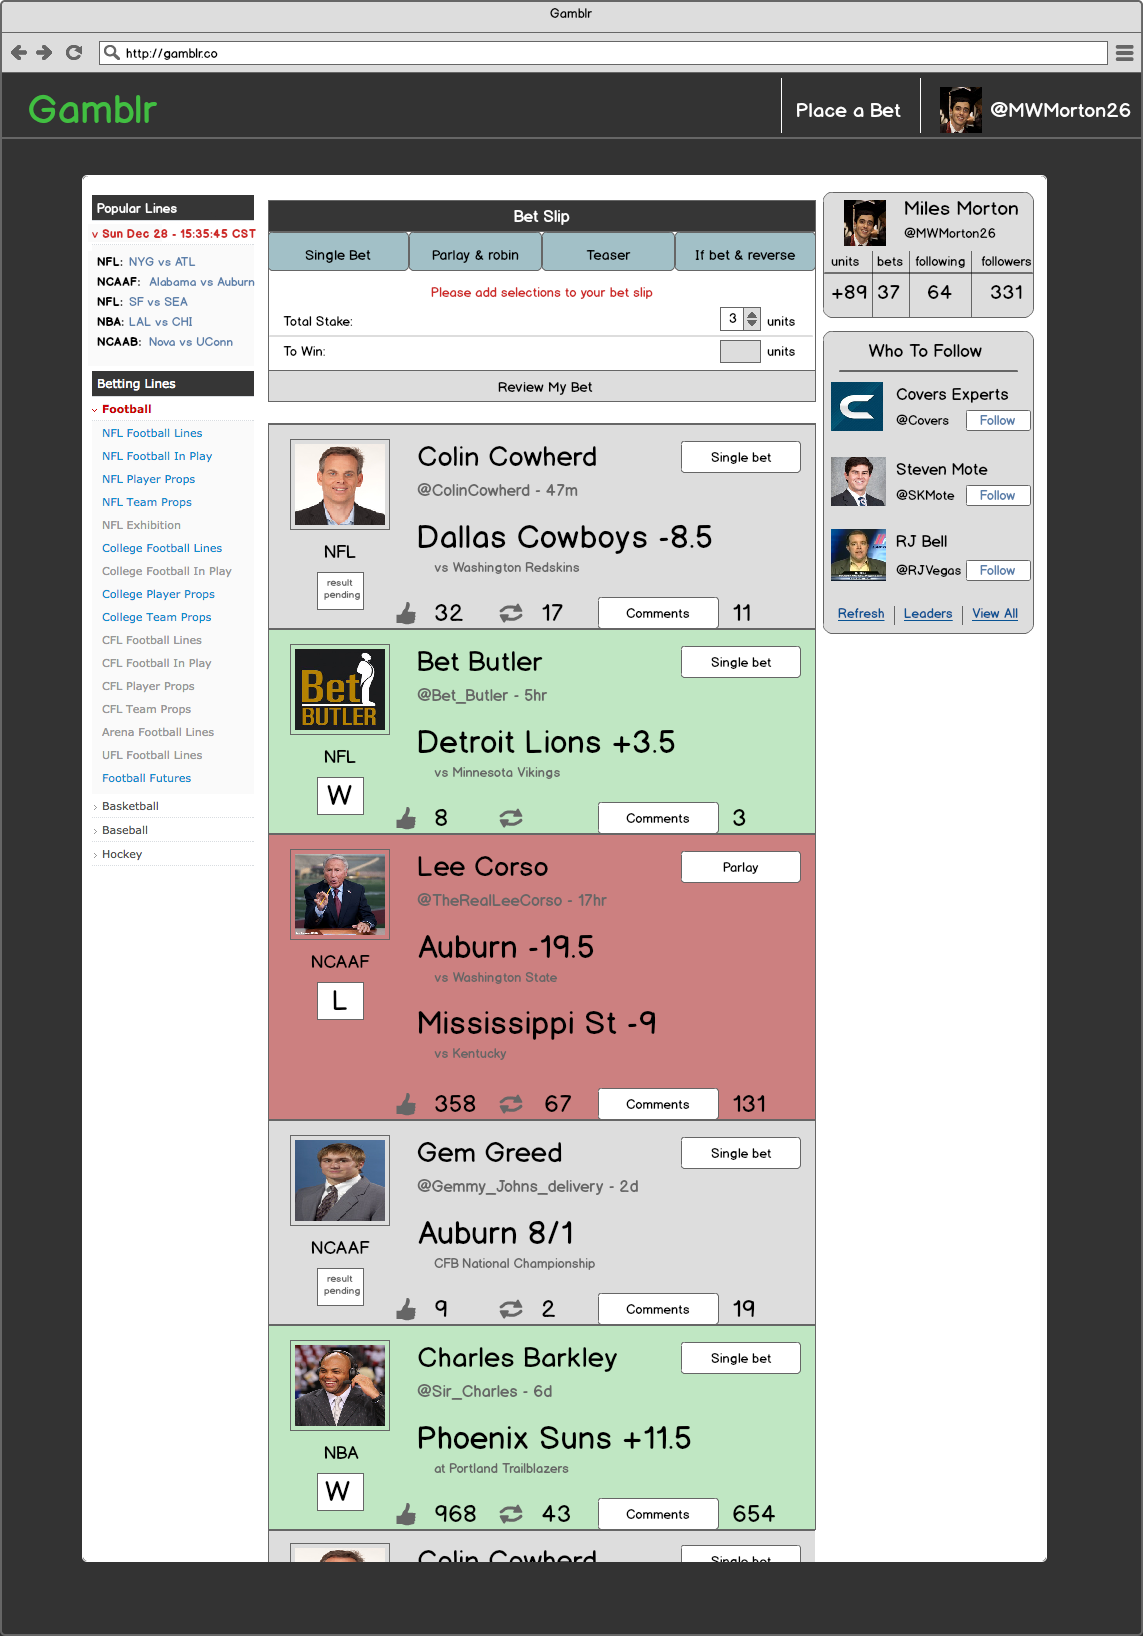 Gamblr
http://gamblr.co
Gamblr
Place a Bet
@MWMorton26
Popular Lines
v Sun Dec 28 - 15:35:45 CST
NFL: NYG vs ATL
NCAAF: Alabama vs Auburn
NFL: SF vs SEA
NBA: LAL vs CHI
NCAAB: Nova vs UConn
Betting Lines
Football
NFL Football Lines
NFL Football In Play
NFL Player Props
NFL Team Props
NFL Exhibition
College Football Lines
College Football In Play
College Player Props
College Team Props
CFL Football Lines
CFL Football In Play
CFL Player Props
CFL Team Props
Arena Football Lines
UFL Football Lines
Football Futures
Basketball
Baseball
Hockey
Bet Slip
Single Bet
Parlay & robin
Teaser
If bet & reverse
Please add selections to your bet slip
Total Stake: 3 units
To Win: units
Review My Bet
Colin Cowherd
Single bet
@ColinCowherd - 47m
Dallas Cowboys -8.5
vs Washington Redskins
NFL
result
pending
32 17 Comments 11
Bet Butler
Single bet
@Bet_Butler - 5hr
Bet
BUTLER
Detroit Lions +3.5
vs Minnesota Vikings
NFL
W
8 Comments 3
Lee Corso
Parlay
@TheRealLeeCorso - 17hr
Auburn -19.5
vs Washington State
NCAAF
L
Mississippi St -9
vs Kentucky
358 67 Comments 131
Gem Greed
Single bet
@Gemmy_Johns_delivery - 2d
Auburn 8/1
CFB National Championship
NCAAF
result
pending
9 2 Comments 19
Charles Barkley
Single bet
@Sir_Charles - 6d
Phoenix Suns +11.5
at Portland Trailblazers
NBA
W
968 43 Comments 654
Colin Cowherd
Single bet
Miles Morton
@MWMorton26
units bets following followers
+89 37 64 331
Who To Follow
Covers Experts
@Covers Follow
Steven Mote
@SKMote Follow
RJ Bell
@RJVegas Follow
Refresh Leaders View All